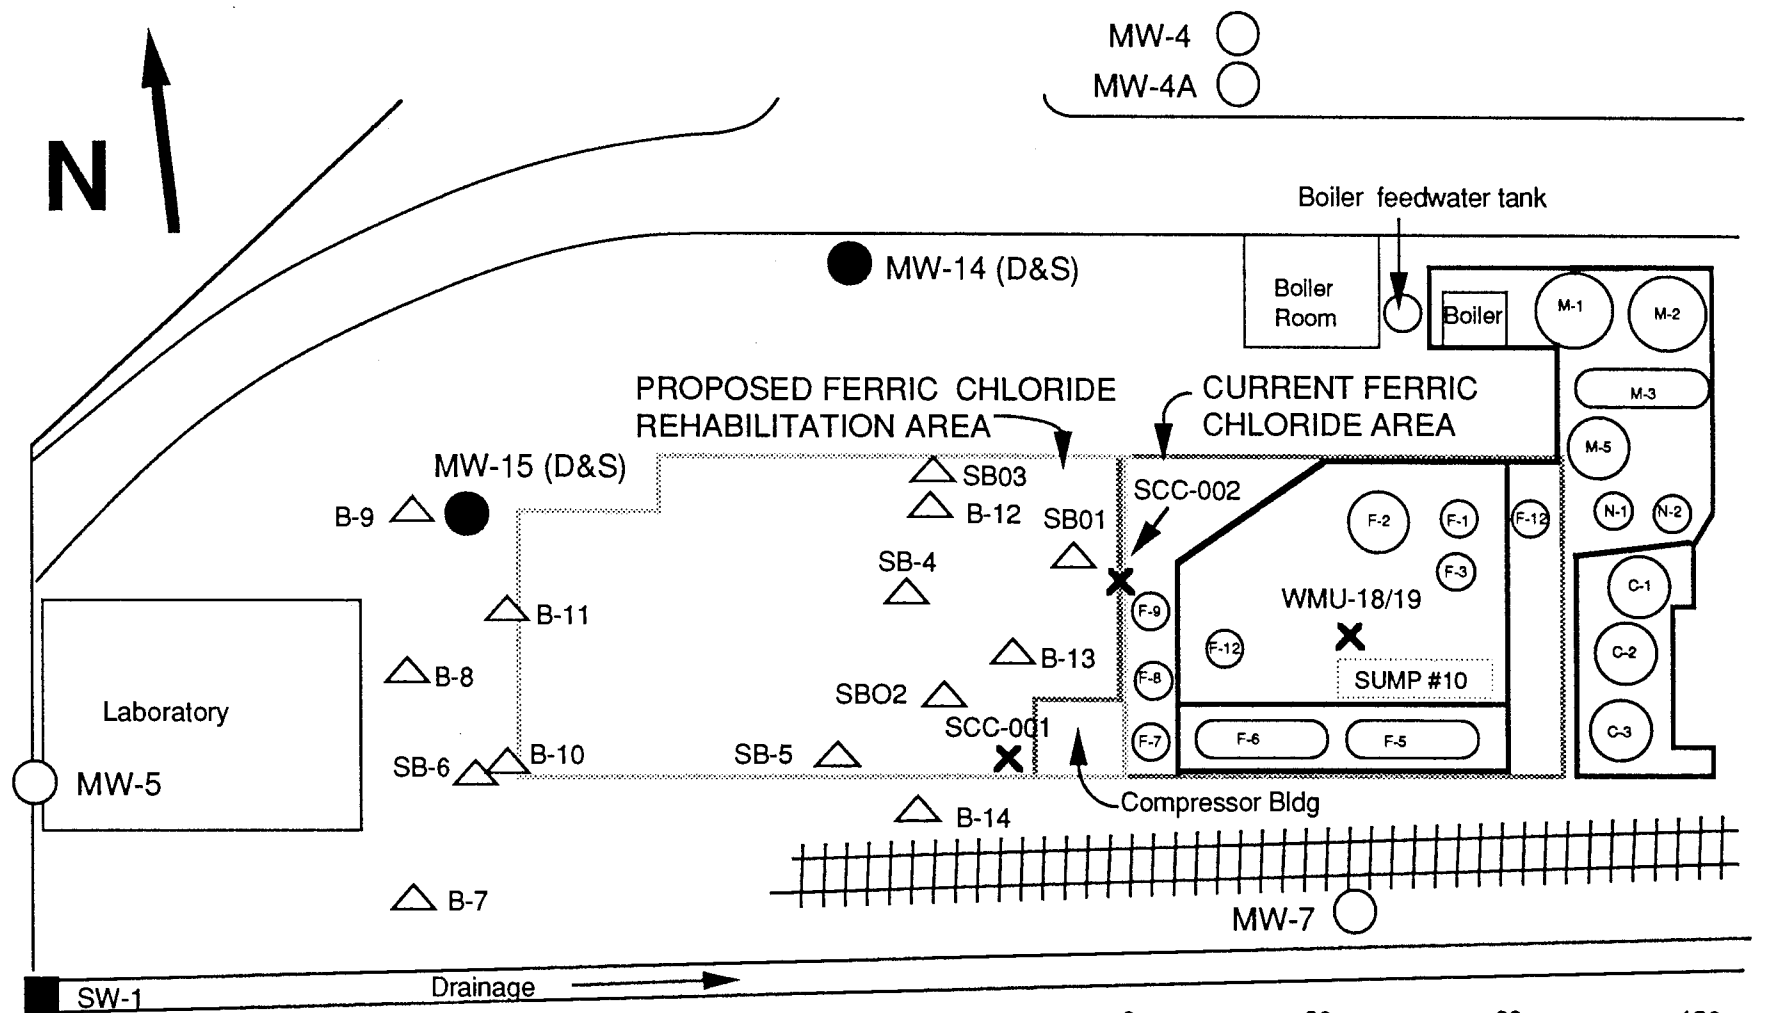 MW-4
MW-4A
N
Boiler feedwater tank
MW-14 (D&S)
Boiler
Room
Boiler
M-1
M-2
PROPOSED FERRIC CHLORIDE
REHABILITATION AREA
CURRENT FERRIC
CHLORIDE AREA
M-3
M-5
MW-15 (D&S)
SB03
SCC-002
B-9
B-12
SB01
F-2
F-1
F-12
N-1
N-2
SB-4
F-3
C-1
B-11
F-9
WMU-18/19
B-8
B-13
F-12
C-2
SBO2
F-8
SUMP #10
Laboratory
SCC-001
C-3
SB-6
B-10
SB-5
F-7
F-6
F-5
MW-5
Compressor Bldg
B-14
B-7
MW-7
Drainage
SW-1